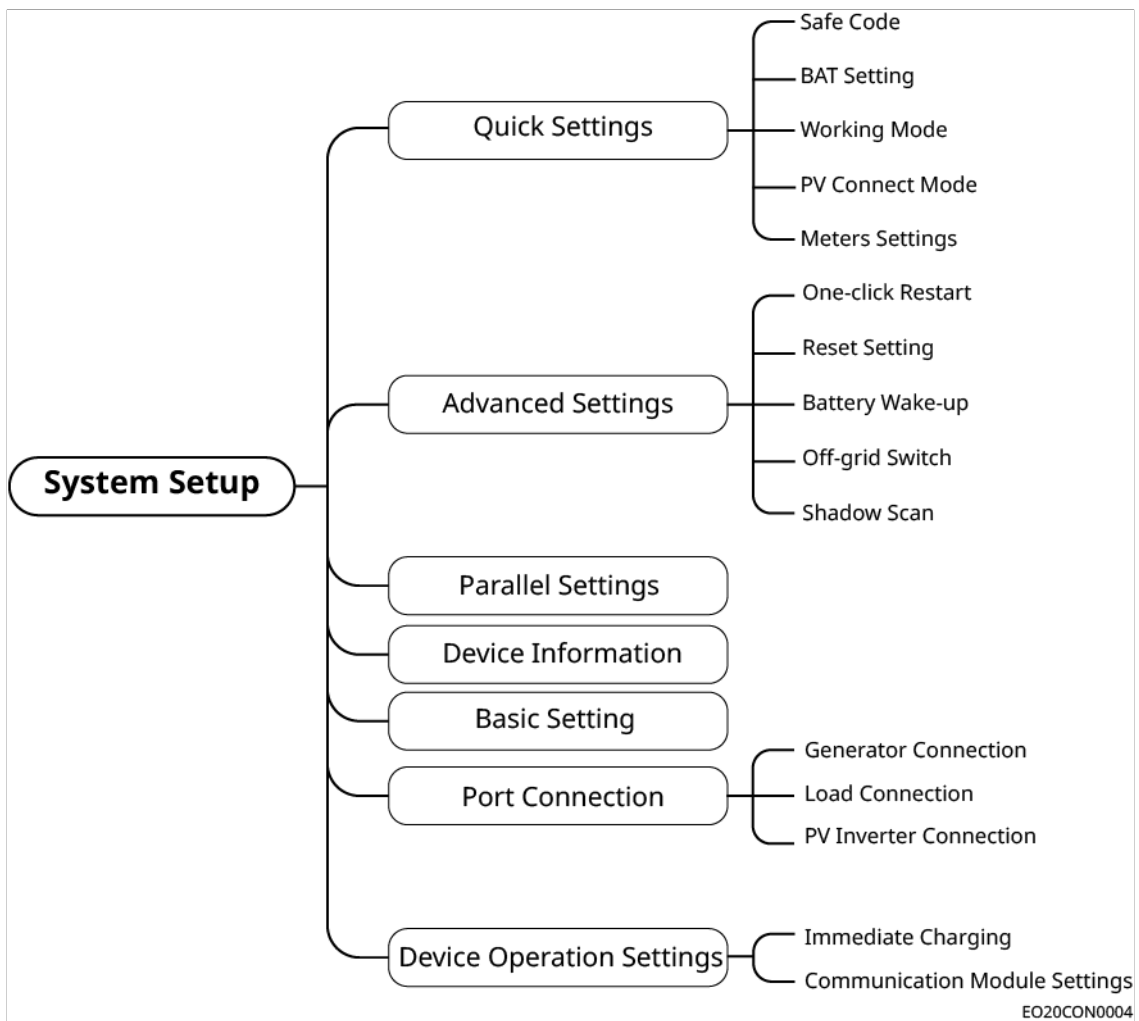 System Setup
Quick Settings
Safe Code
BAT Setting
Working Mode
PV Connect Mode
Meters Settings
Advanced Settings
One-click Restart
Reset Setting
Battery Wake-up
Off-grid Switch
Shadow Scan
Parallel Settings
Device Information
Basic Setting
Port Connection
Generator Connection
Load Connection
PV Inverter Connection
Device Operation Settings
Immediate Charging
Communication Module Settings
EO20CON0004